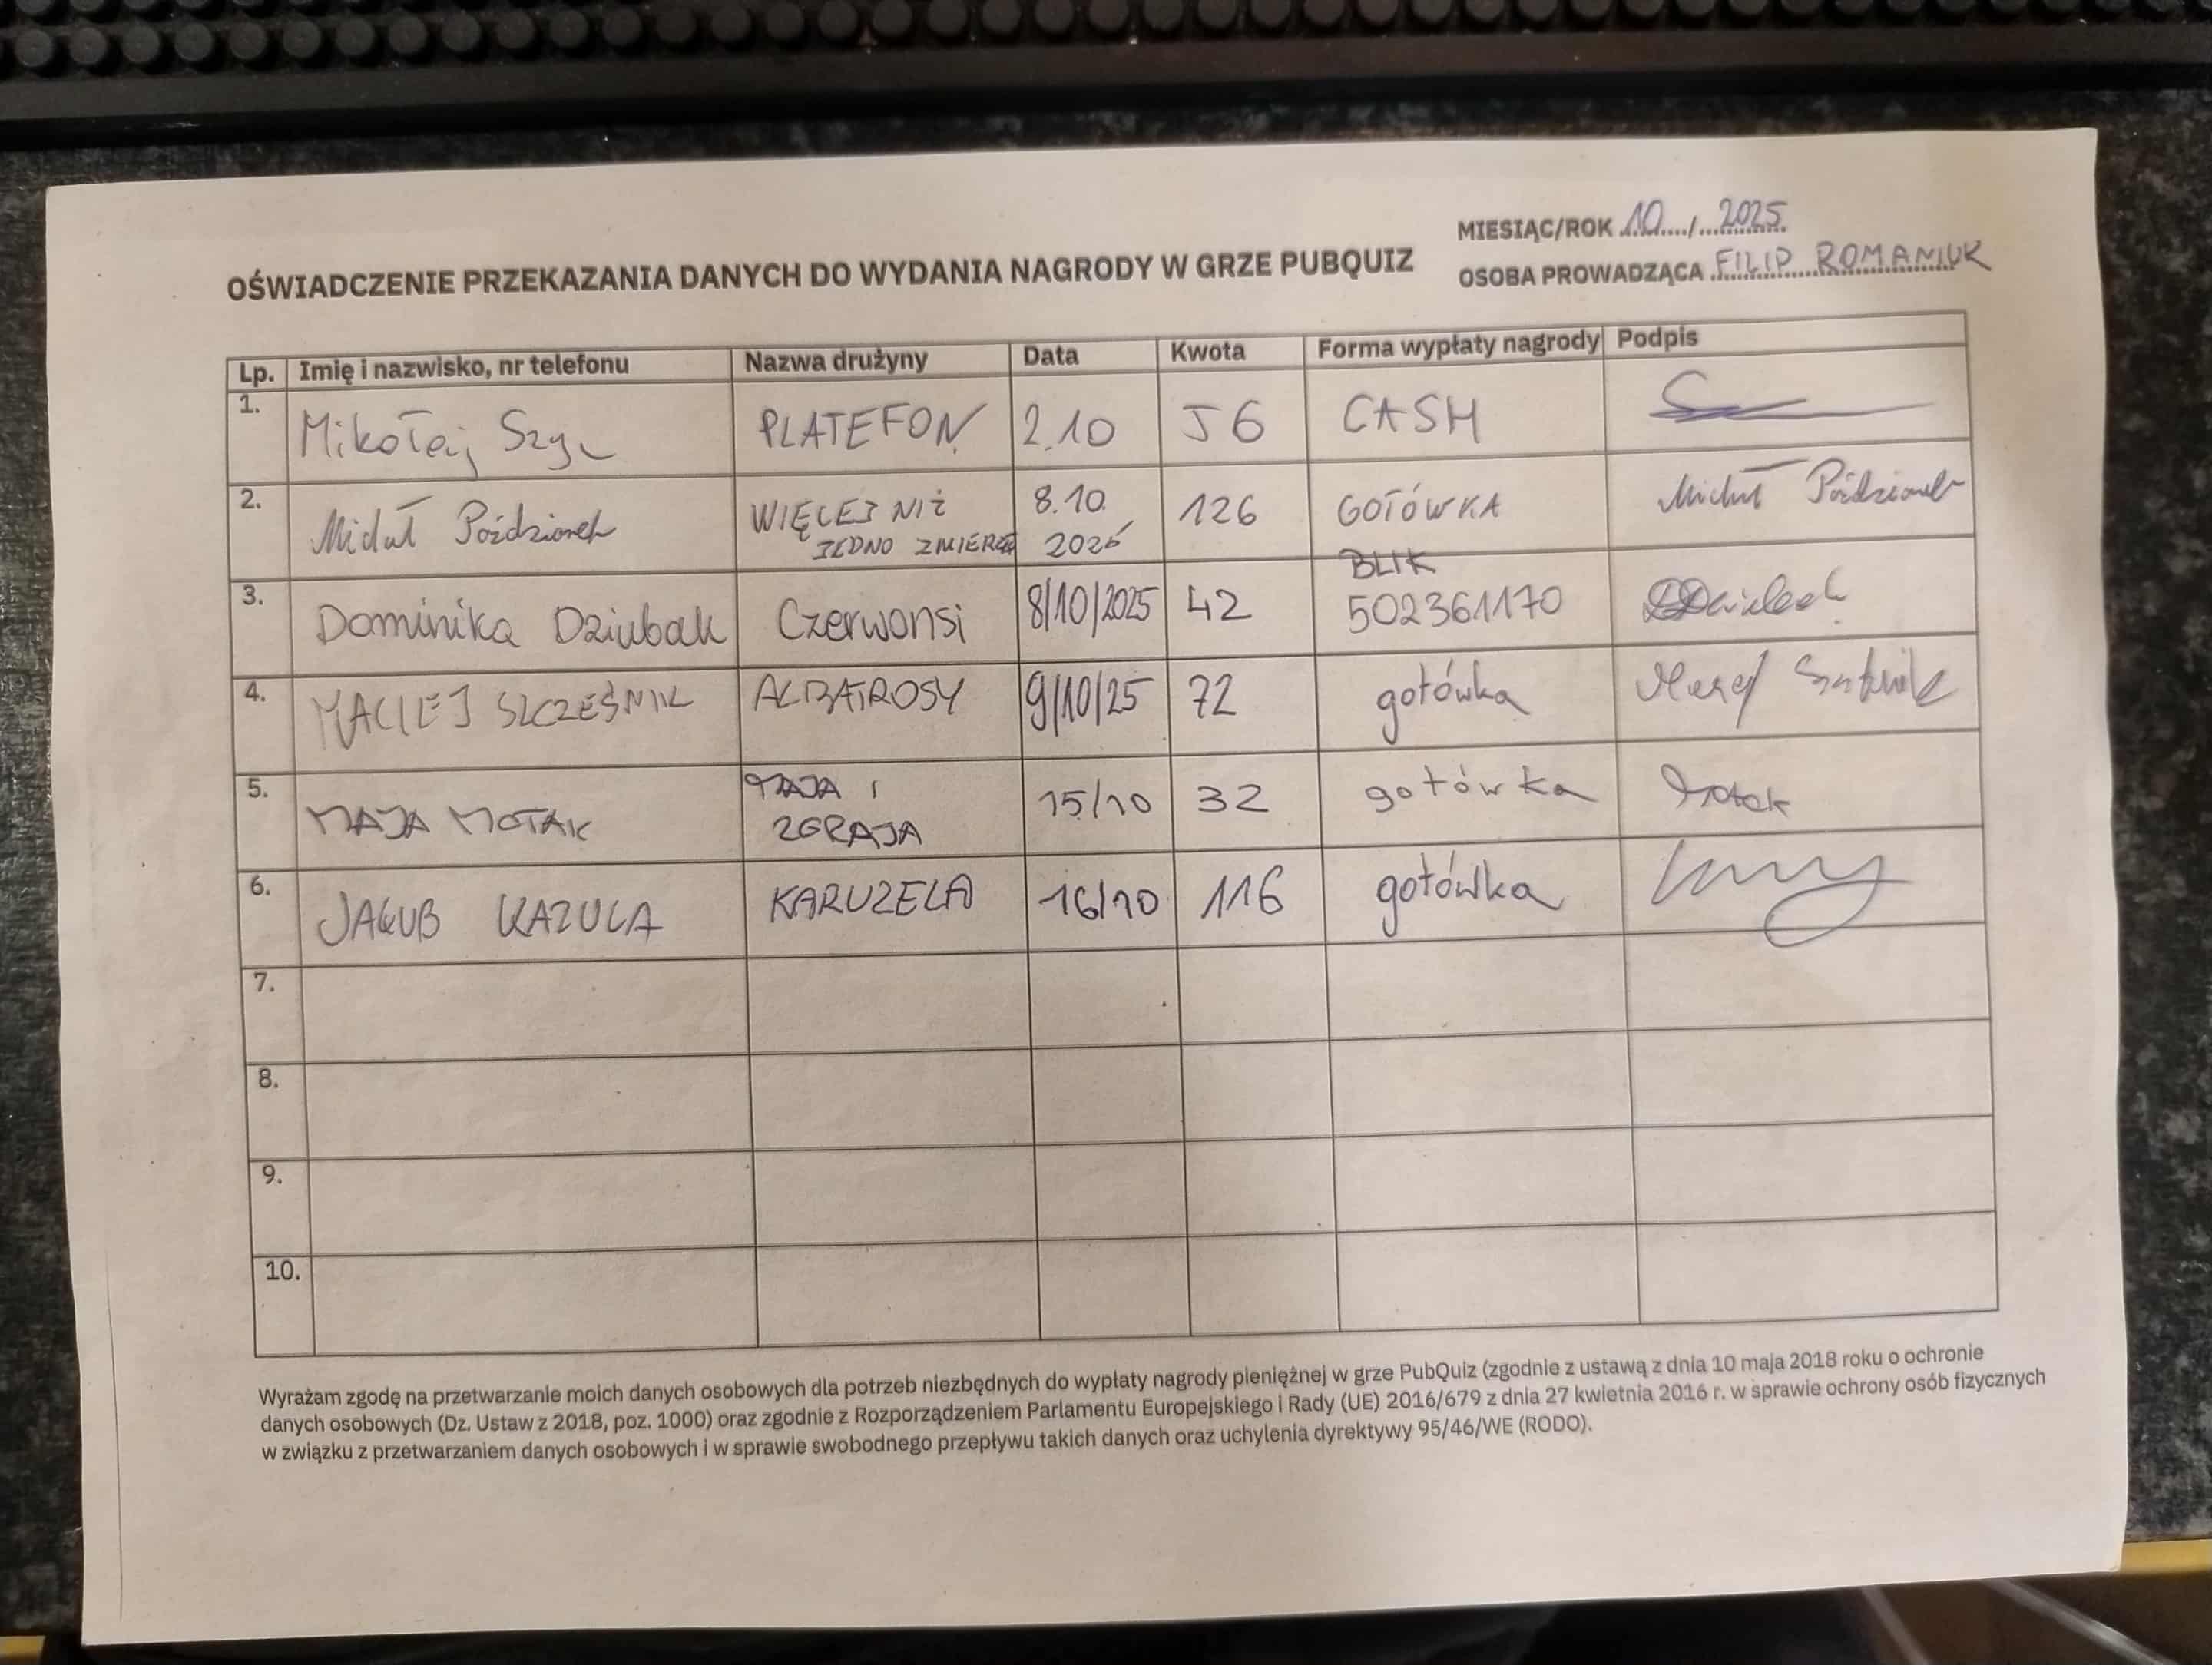 MIESIĄC/ROK 10..../...2025
OŚWIADCZENIE PRZEKAZANIA DANYCH DO WYDANIA NAGRODY W GRZE PUBQUIZ
OSOBA PROWADZĄCA FILIP ROMANIUK
Lp. Imię i nazwisko, nr telefonu Nazwa drużyny Data Kwota Forma wypłaty nagrody Podpis
1. Mikołaj Szyc PLATEFON 2.10 56 CASH
2. Michał Poździorek WIĘCEJ NIŻ 8.10. 126 GOTÓWKA Michał Poździorek
JEDNO 2025
BLIK
3. Dominika Dziubak Czerwonsi 8/10/2025 42 502361170
4. MACIEJ SZCZEŚNIK ALBATROSY 9/10/25 72 gotówka
5. MAJA MOTAK MAJA I 15/10 32 gotówka Motak
ZGRAJA
6. JAKUB KAZULA KARUZELA 16/10 116 gotówka
7.
8.
9.
10.
Wyrażam zgodę na przetwarzanie moich danych osobowych dla potrzeb niezbędnych do wypłaty nagrody pieniężnej w grze PubQuiz (zgodnie z ustawą z dnia 10 maja 2018 roku o ochronie
danych osobowych (Dz. Ustaw z 2018, poz. 1000) oraz zgodnie z Rozporządzeniem Parlamentu Europejskiego i Rady (UE) 2016/679 z dnia 27 kwietnia 2016 r. w sprawie ochrony osób fizycznych
w związku z przetwarzaniem danych osobowych i w sprawie swobodnego przepływu takich danych oraz uchylenia dyrektywy 95/46/WE (RODO).